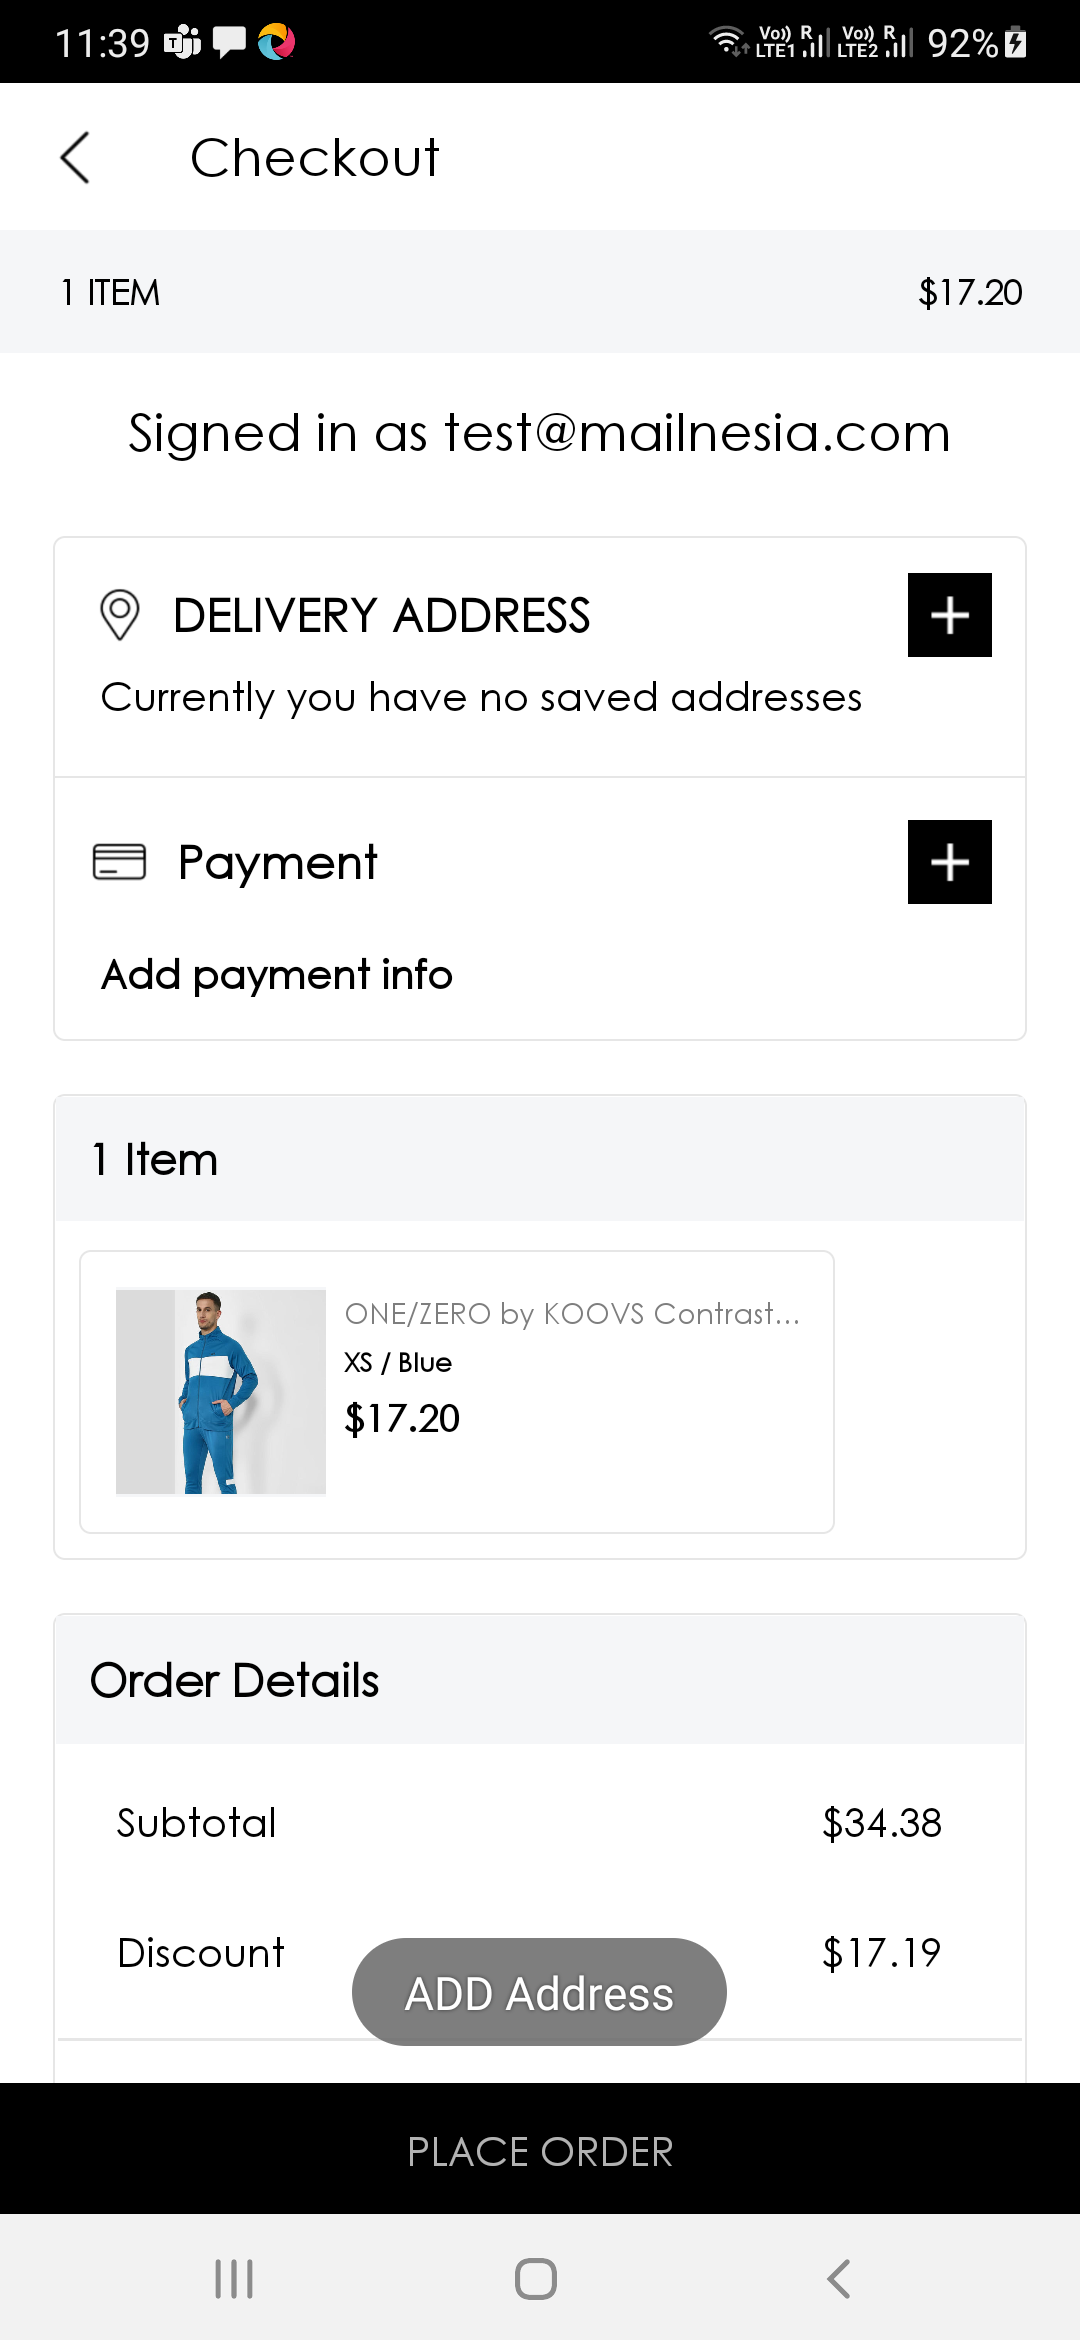 11:39 Vo)) LTE1 R Vo)) LTE2 R 92%
Checkout
1 ITEM $17.20
Signed in as test@mailnesia.com
DELIVERY ADDRESS
Currently you have no saved addresses
Payment
Add payment info
1 Item
ONE/ZERO by KOOVS Contrast...
XS / Blue
$17.20
Order Details
Subtotal $34.38
Discount $17.19
ADD Address
PLACE ORDER